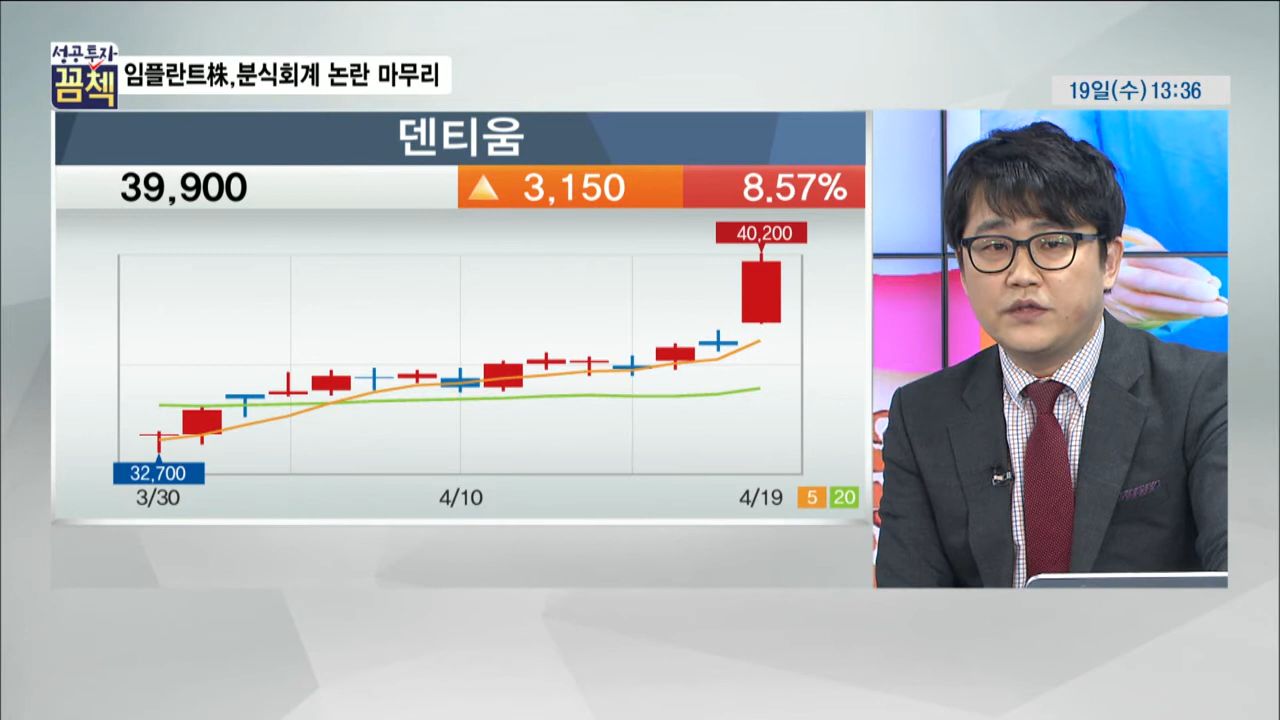 성공투자
꼼첵
임플란트株,분식회계 논란 마무리
19일(수) 13:36
덴티움
39,900 3,150 8.57%
40,200
32,700
3/30 4/10 4/19 5 20